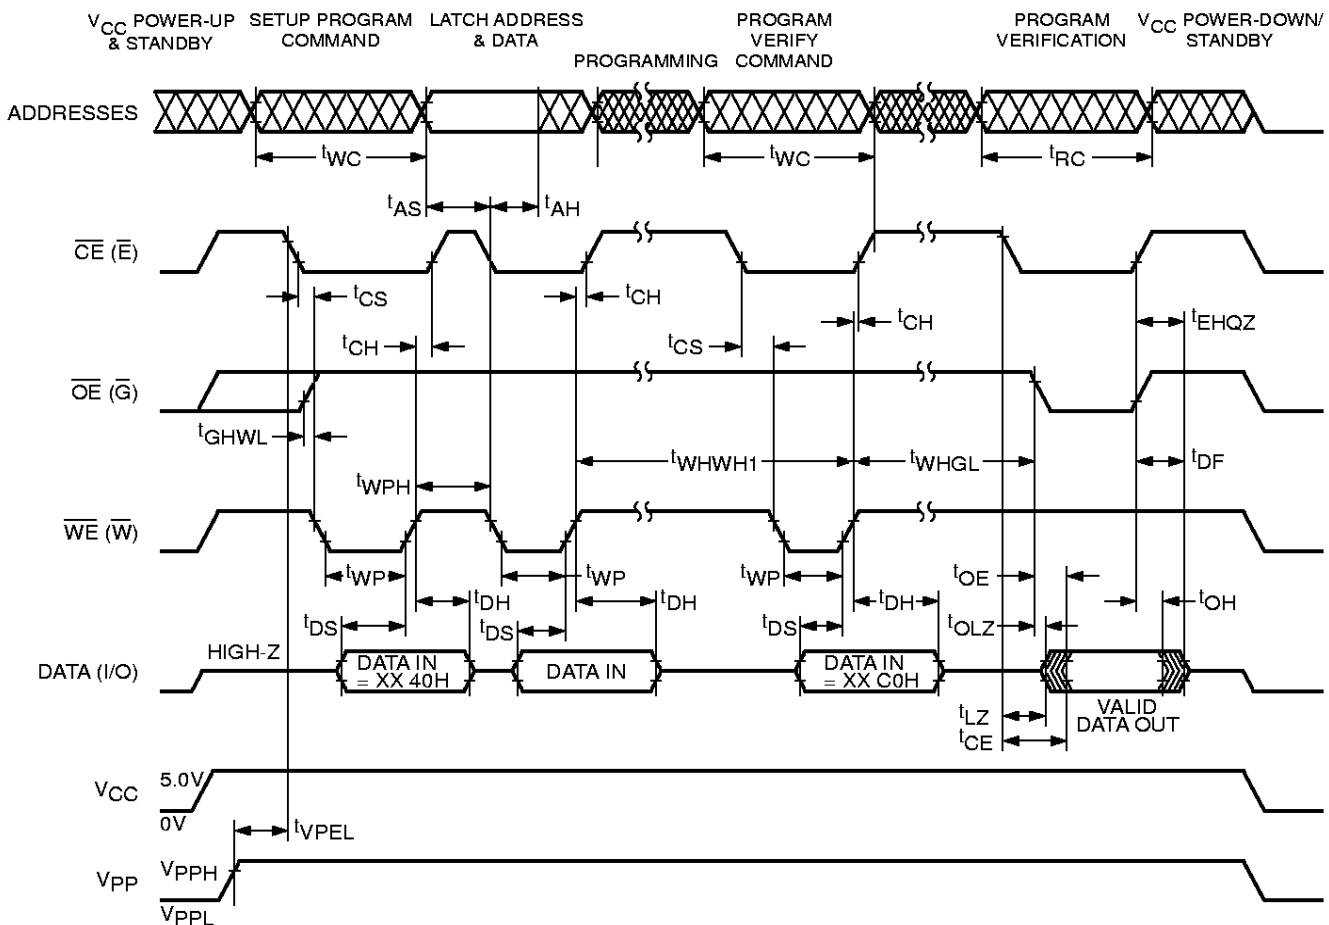 VCC POWER-UP & STANDBY
SETUP PROGRAM COMMAND
LATCH ADDRESS & DATA
PROGRAMMING
PROGRAM VERIFY COMMAND
PROGRAM VERIFICATION
VCC POWER-DOWN/ STANDBY
ADDRESSES
tWC
tWC
tRC
tAS
tAH
CE (E)
tCS
tCH
tCH
tEHQZ
tCH
tCS
OE (G)
tGHWL
tWHWH1
tWHGL
tDF
tWPH
WE (W)
tWP
tWP
tWP
tOE
tDH
tDH
tDH
tOH
tDS
tDS
tDS
tOLZ
HIGH-Z
DATA (I/O)
DATA IN = XX 40H
DATA IN
DATA IN = XX C0H
VALID DATA OUT
tLZ
tCE
VCC
5.0V
0V
tVPEL
VPP
VPPH
VPPL